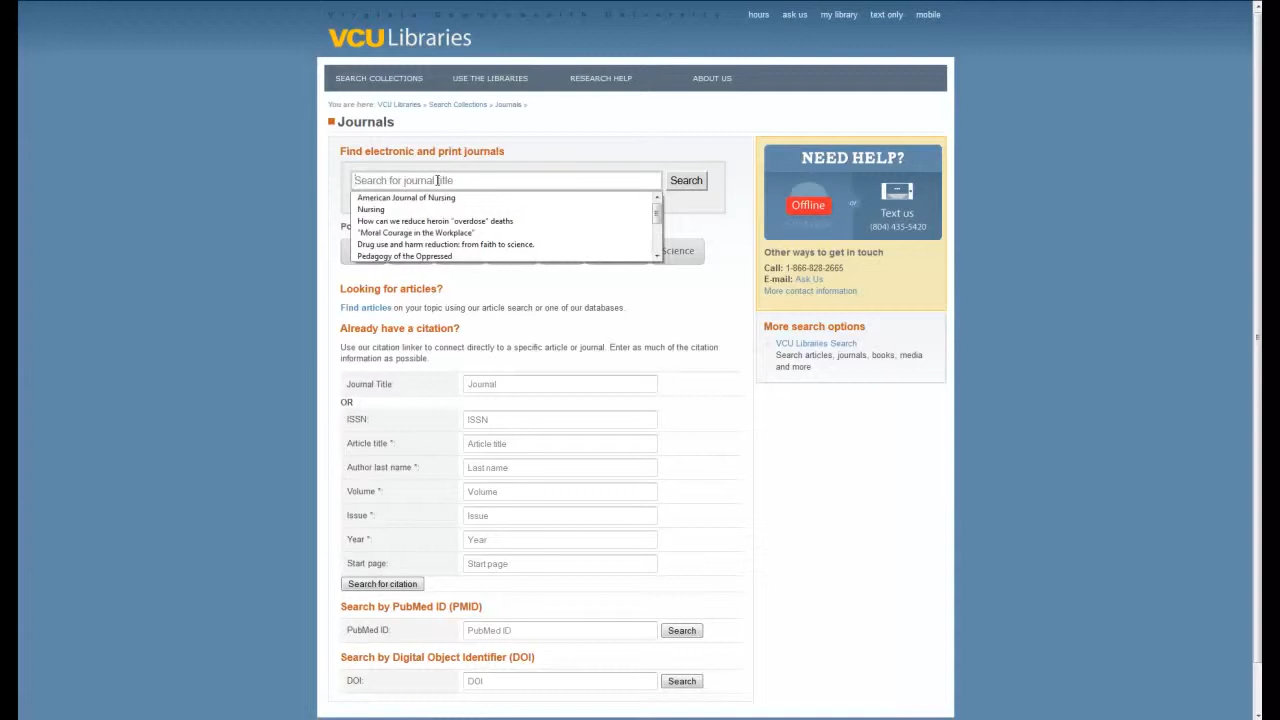 Virginia Commonwealth University
hours ask us my library text only mobile
VCU Libraries
SEARCH COLLECTIONS USE THE LIBRARIES RESEARCH HELP ABOUT US
You are here: VCU Libraries » Search Collections » Journals »
Journals
Find electronic and print journals
Search for journal title Search
American Journal of Nursing
Nursing
How can we reduce heroin "overdose" deaths
"Moral Courage in the Workplace"
Drug use and harm reduction: from faith to science.
Pedagogy of the Oppressed
Po
Science
Looking for articles?
Find articles on your topic using our article search or one of our databases.
Already have a citation?
Use our citation linker to connect directly to a specific article or journal. Enter as much of the citation
information as possible.
Journal Title Journal
OR
ISSN: ISSN
Article title *: Article title
Author last name *: Last name
Volume *: Volume
Issue *: Issue
Year *: Year
Start page: Start page
Search for citation
Search by PubMed ID (PMID)
PubMed ID: PubMed ID Search
Search by Digital Object Identifier (DOI)
DOI: DOI Search
NEED HELP?
Offline or Text us
(804) 435-5420
Other ways to get in touch
Call: 1-866-828-2665
E-mail: Ask Us
More contact information
More search options
VCU Libraries Search
Search articles, journals, books, media
and more